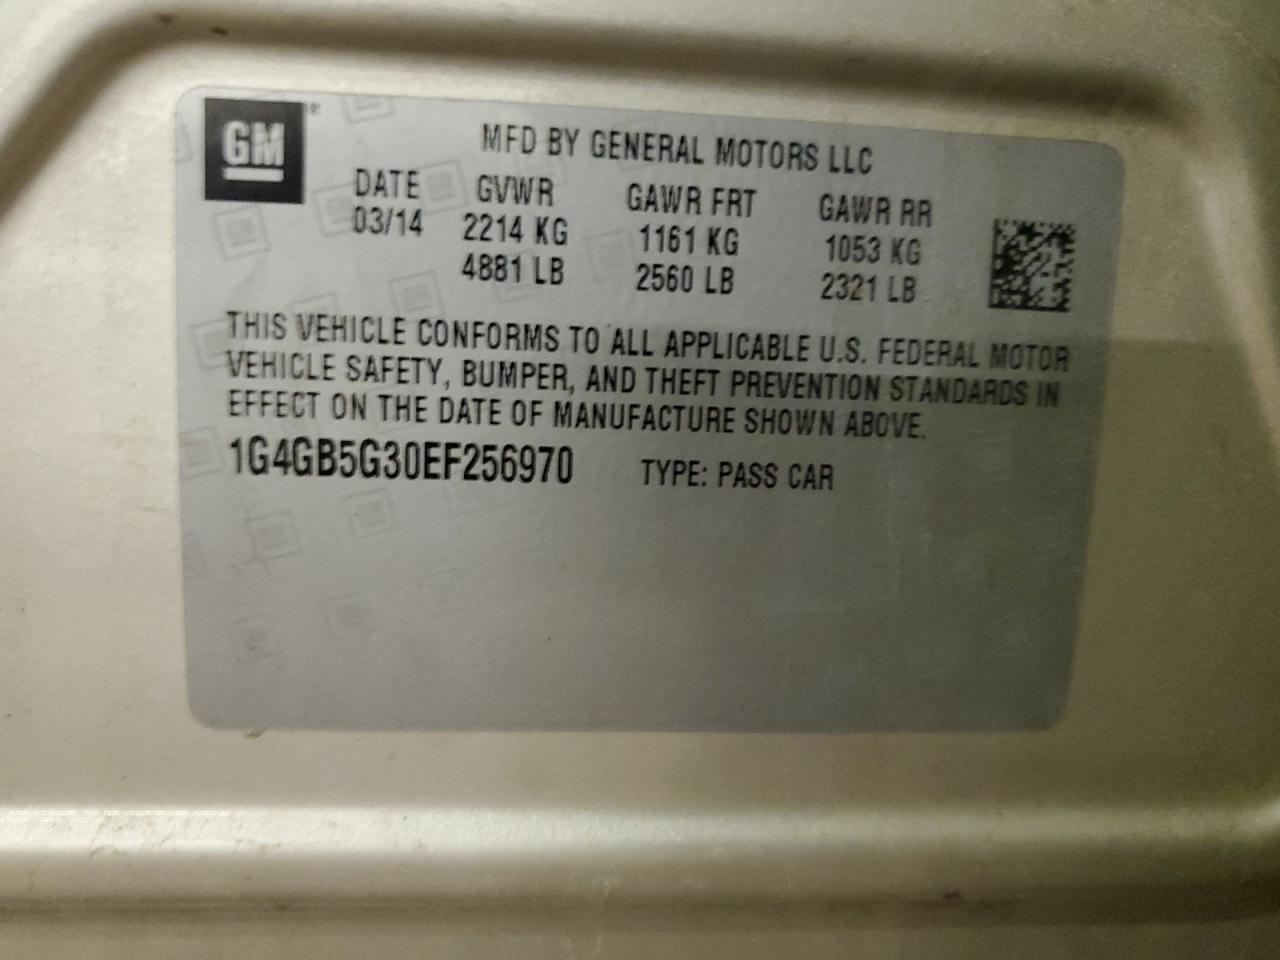 GM
MFD BY GENERAL MOTORS LLC
DATE GVWR GAWR FRT GAWR RR
03/14 2214 KG 1161 KG 1053 KG
4881 LB 2560 LB 2321 LB
THIS VEHICLE CONFORMS TO ALL APPLICABLE U.S. FEDERAL MOTOR
VEHICLE SAFETY, BUMPER, AND THEFT PREVENTION STANDARDS IN
EFFECT ON THE DATE OF MANUFACTURE SHOWN ABOVE.
1G4GB5G30EF256970 TYPE: PASS CAR